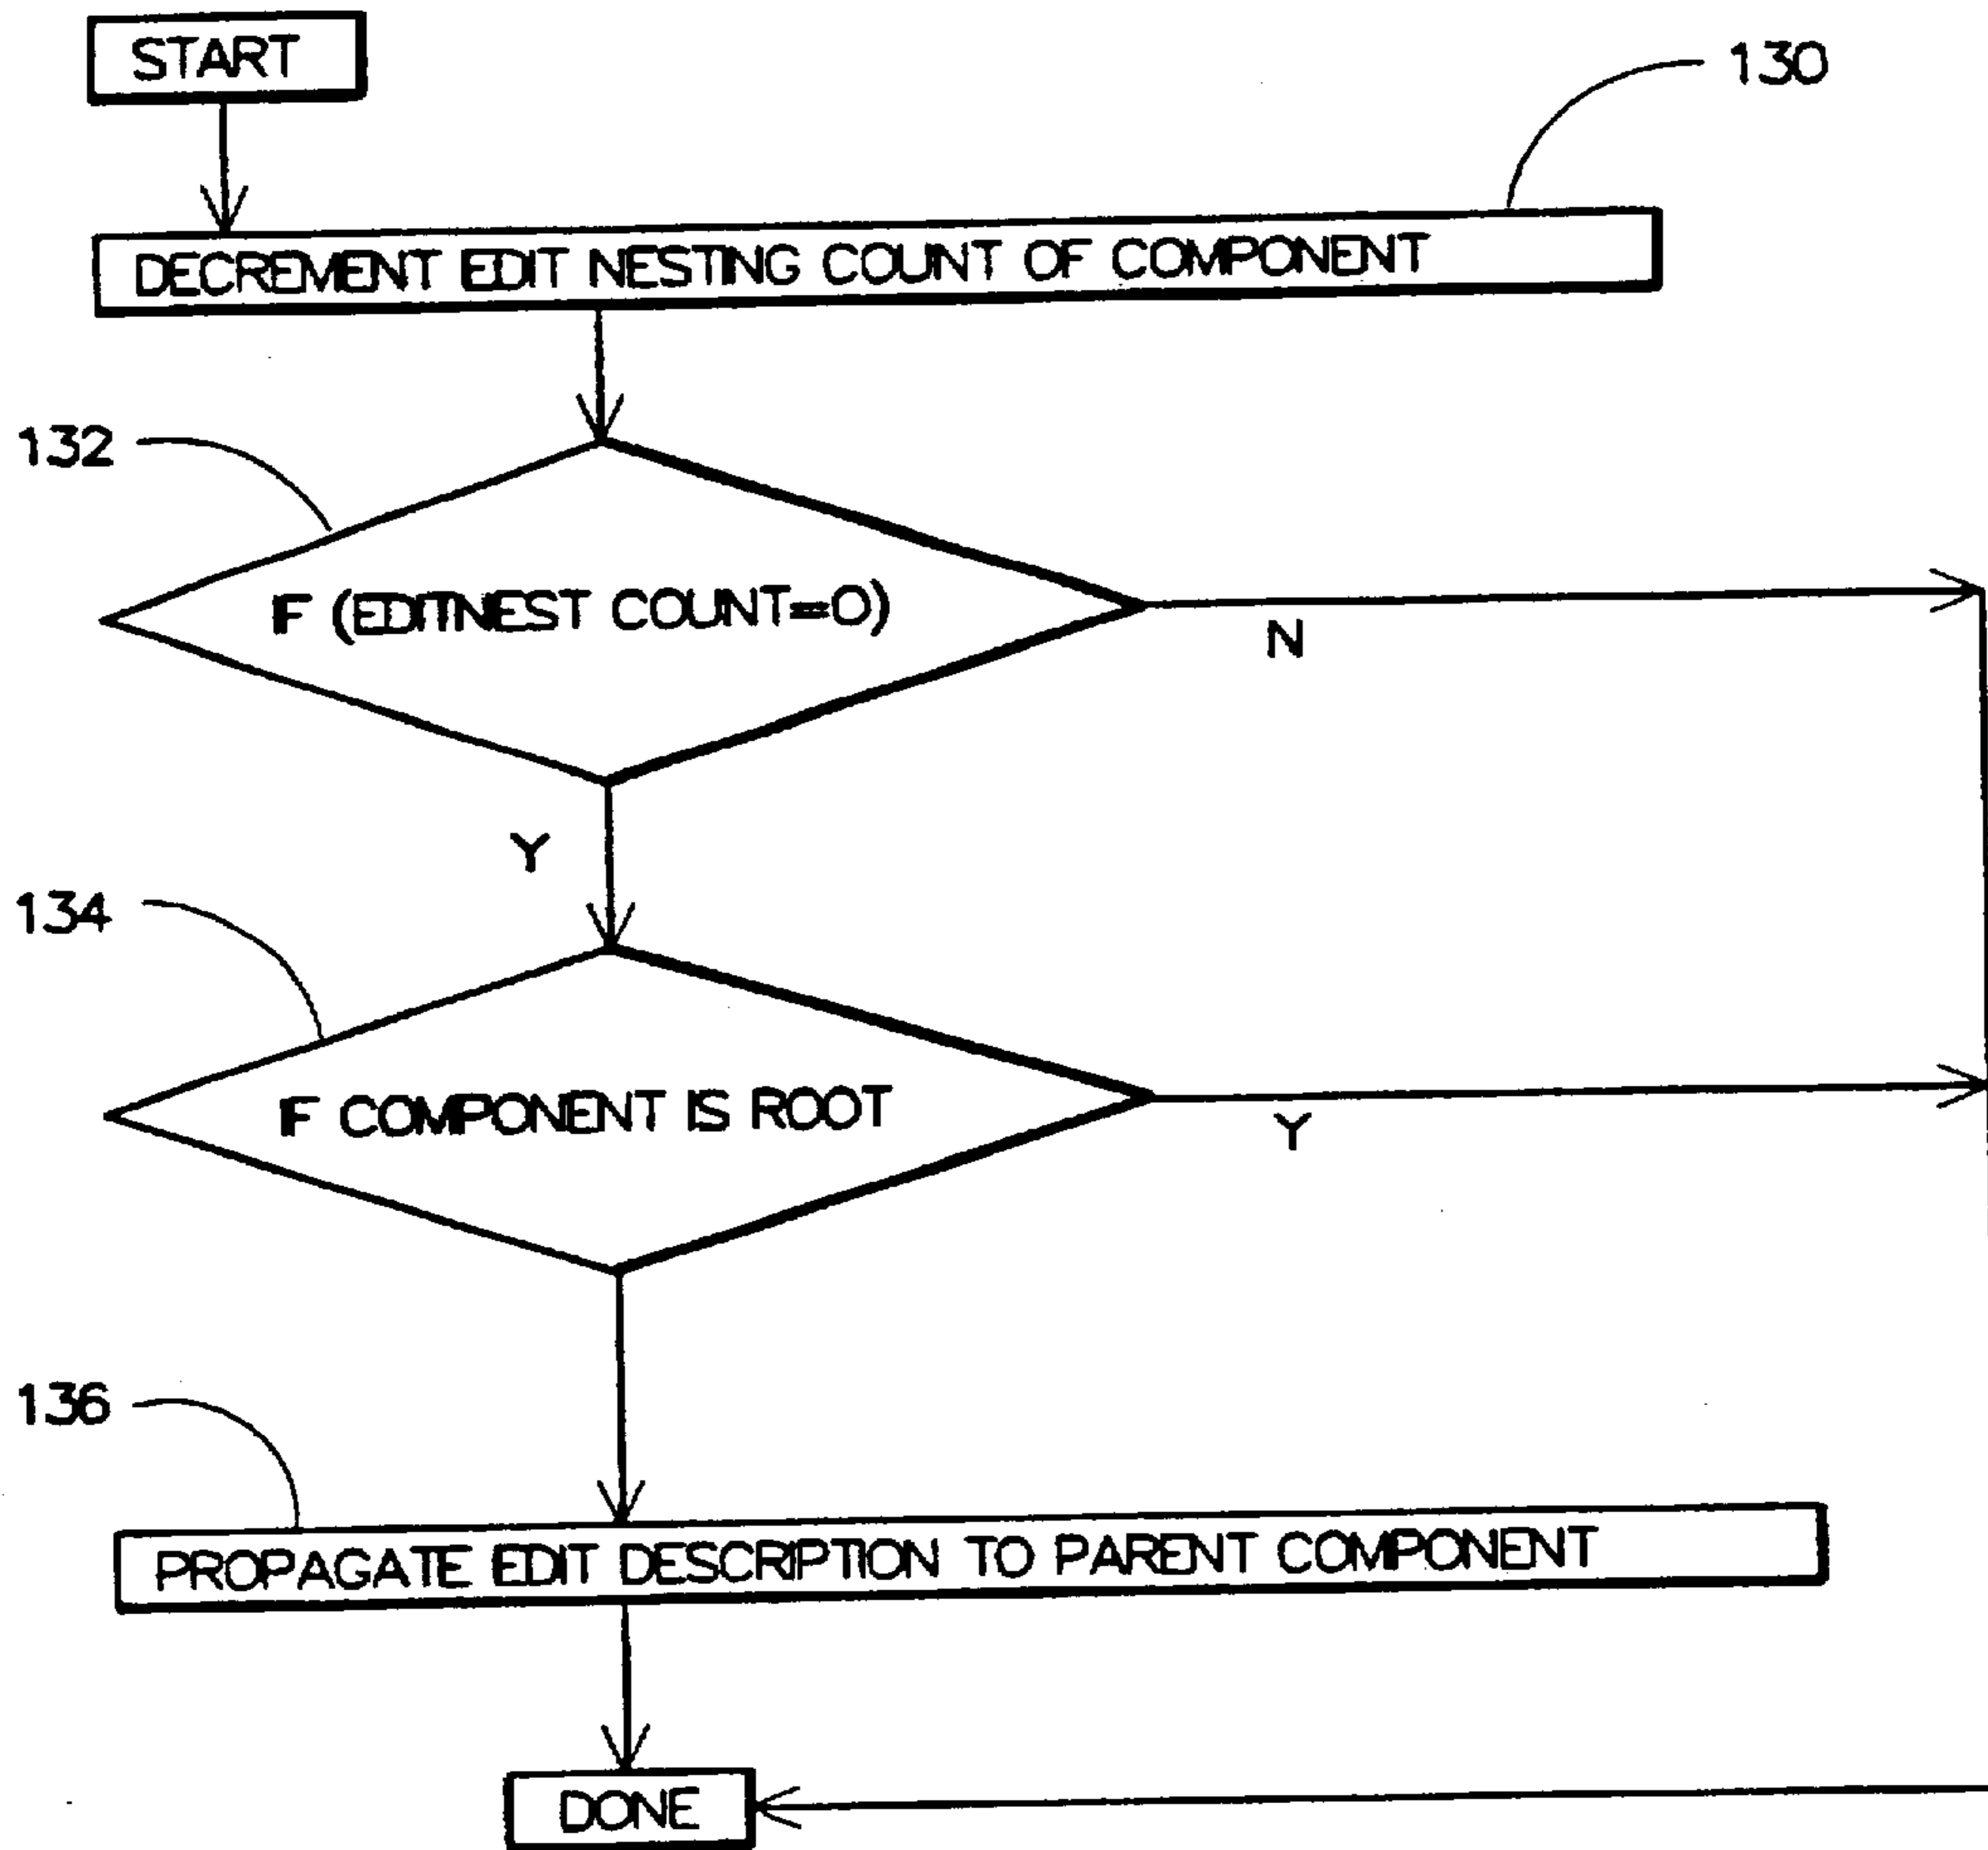 START
130
DECREMENT EDIT NESTING COUNT OF COMPONENT
132
IF (EDITNEST COUNT=0)
N
Y
134
IF COMPONENT IS ROOT
Y
136
PROPAGATE EDIT DESCRIPTION TO PARENT COMPONENT
DONE